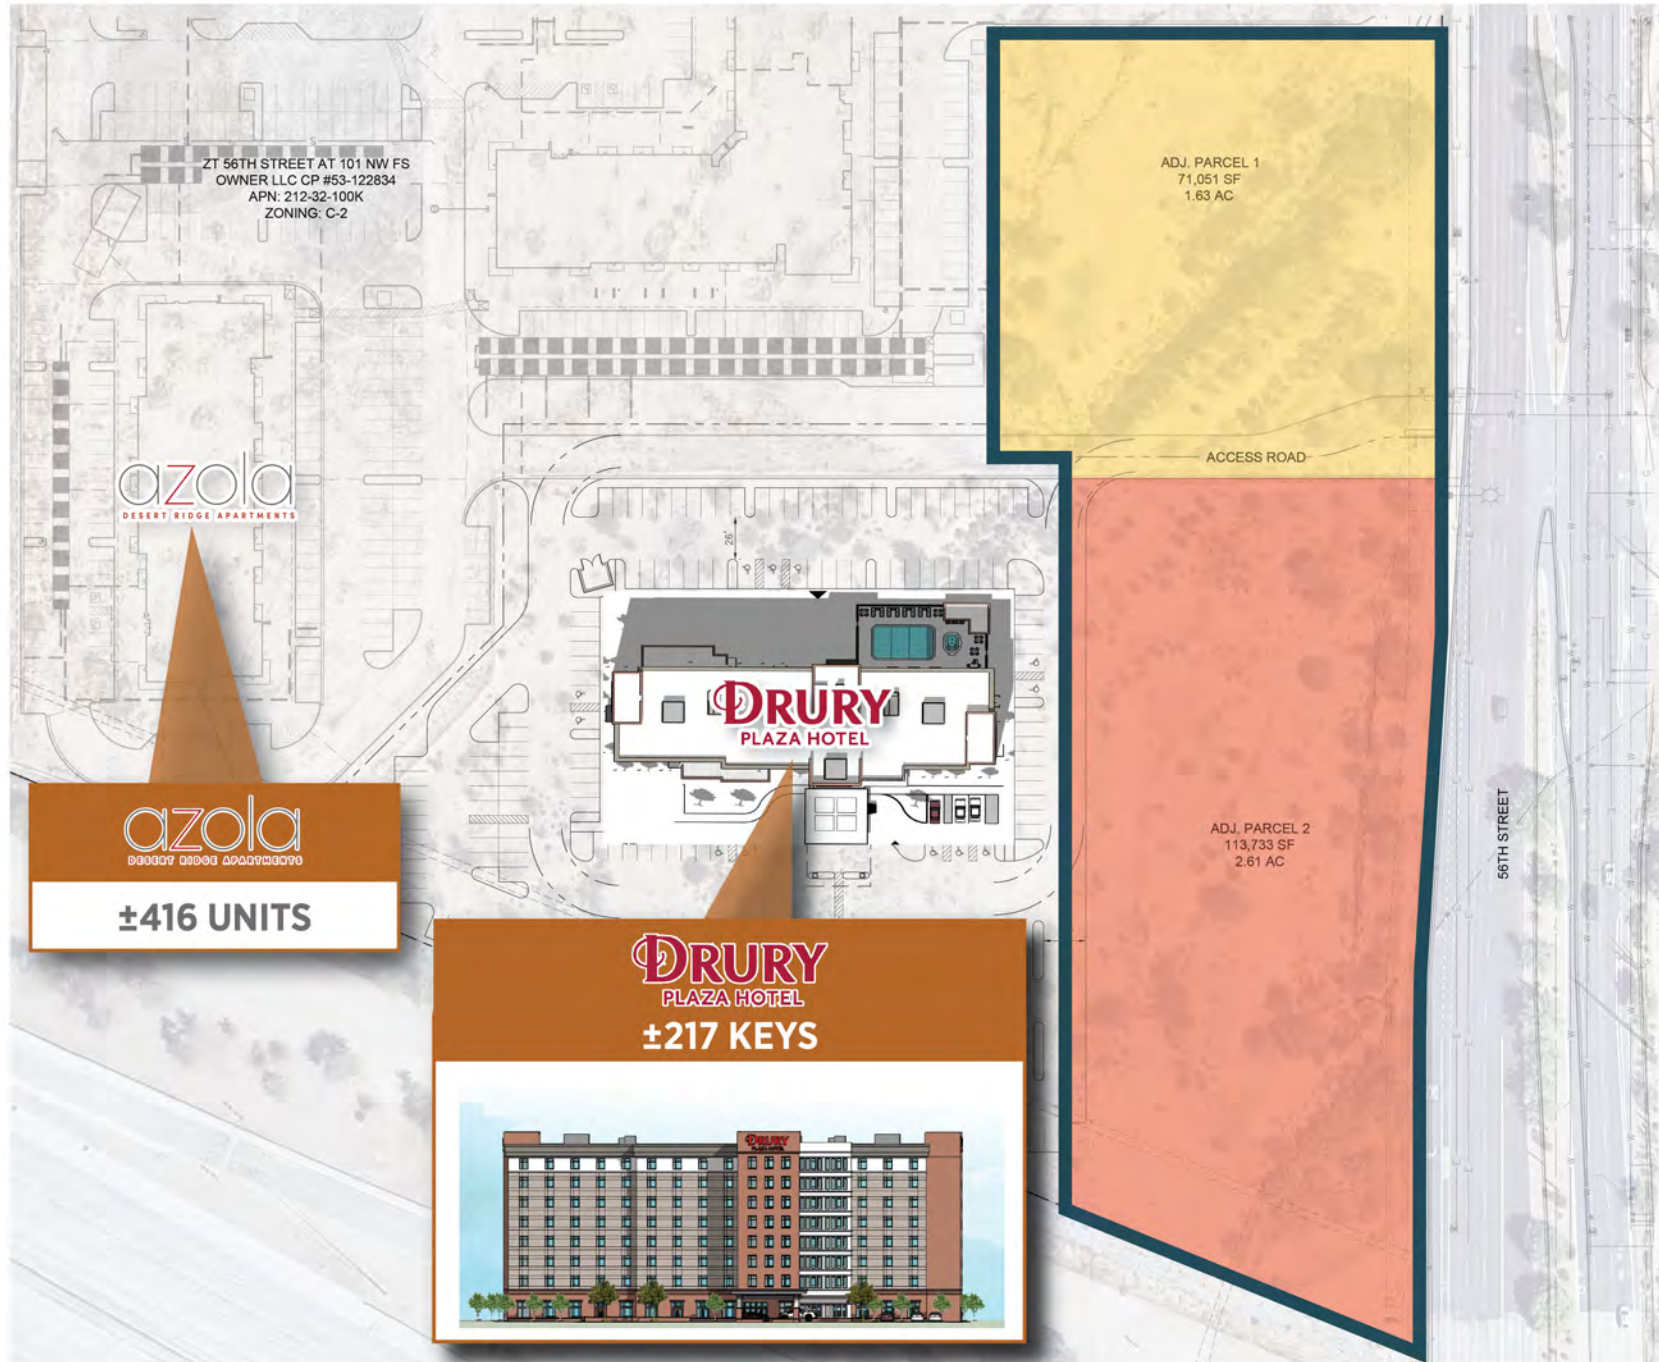 ZT 56TH STREET AT 101 NW FS
OWNER LLC CP #53-122834
APN: 212-32-100K
ZONING: C-2
ADJ. PARCEL 1
71,051 SF
1.63 AC
ACCESS ROAD
azola
DESERT RIDGE APARTMENTS
26'
DRURY
PLAZA HOTEL
azola
DESERT RIDGE APARTMENTS
±416 UNITS
ADJ. PARCEL 2
113,733 SF
2.61 AC
56TH STREET
DRURY
PLAZA HOTEL
±217 KEYS
DRURY
PLAZA HOTEL